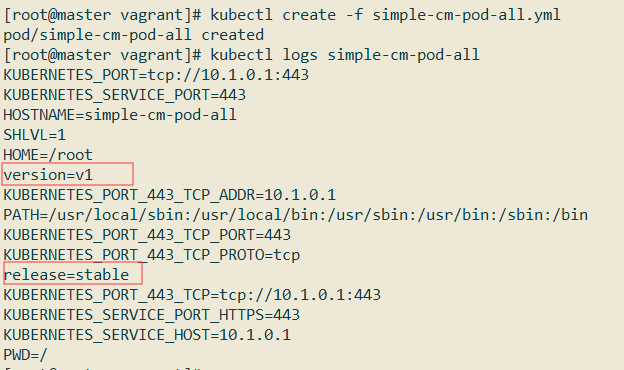 [root@master vagrant]# kubectl create -f simple-cm-pod-all.yml
pod/simple-cm-pod-all created
[root@master vagrant]# kubectl logs simple-cm-pod-all
KUBERNETES_PORT=tcp://10.1.0.1:443
KUBERNETES_SERVICE_PORT=443
HOSTNAME=simple-cm-pod-all
SHLVL=1
HOME=/root
version=v1
KUBERNETES_PORT_443_TCP_ADDR=10.1.0.1
PATH=/usr/local/sbin:/usr/local/bin:/usr/sbin:/usr/bin:/sbin:/bin
KUBERNETES_PORT_443_TCP_PORT=443
KUBERNETES_PORT_443_TCP_PROTO=tcp
release=stable
KUBERNETES_PORT_443_TCP=tcp://10.1.0.1:443
KUBERNETES_SERVICE_PORT_HTTPS=443
KUBERNETES_SERVICE_HOST=10.1.0.1
PWD=/